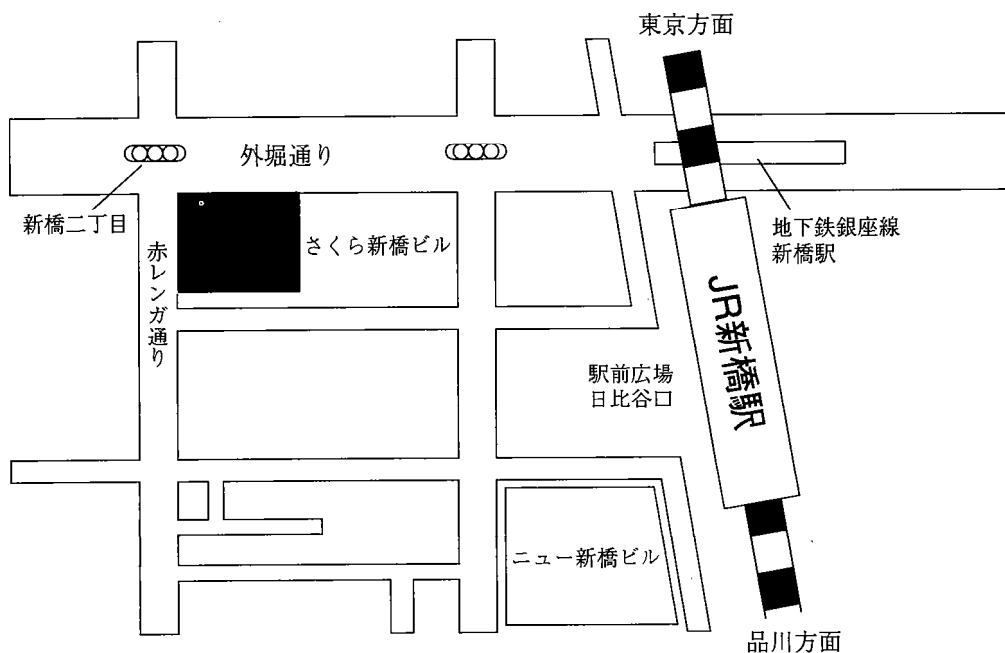 東京方面
外堀通り
新橋二丁目
さくら新橋ビル
地下鉄銀座線
新橋駅
赤レンガ通り
JR新橋駅
駅前広場
日比谷口
ニュー新橋ビル
品川方面